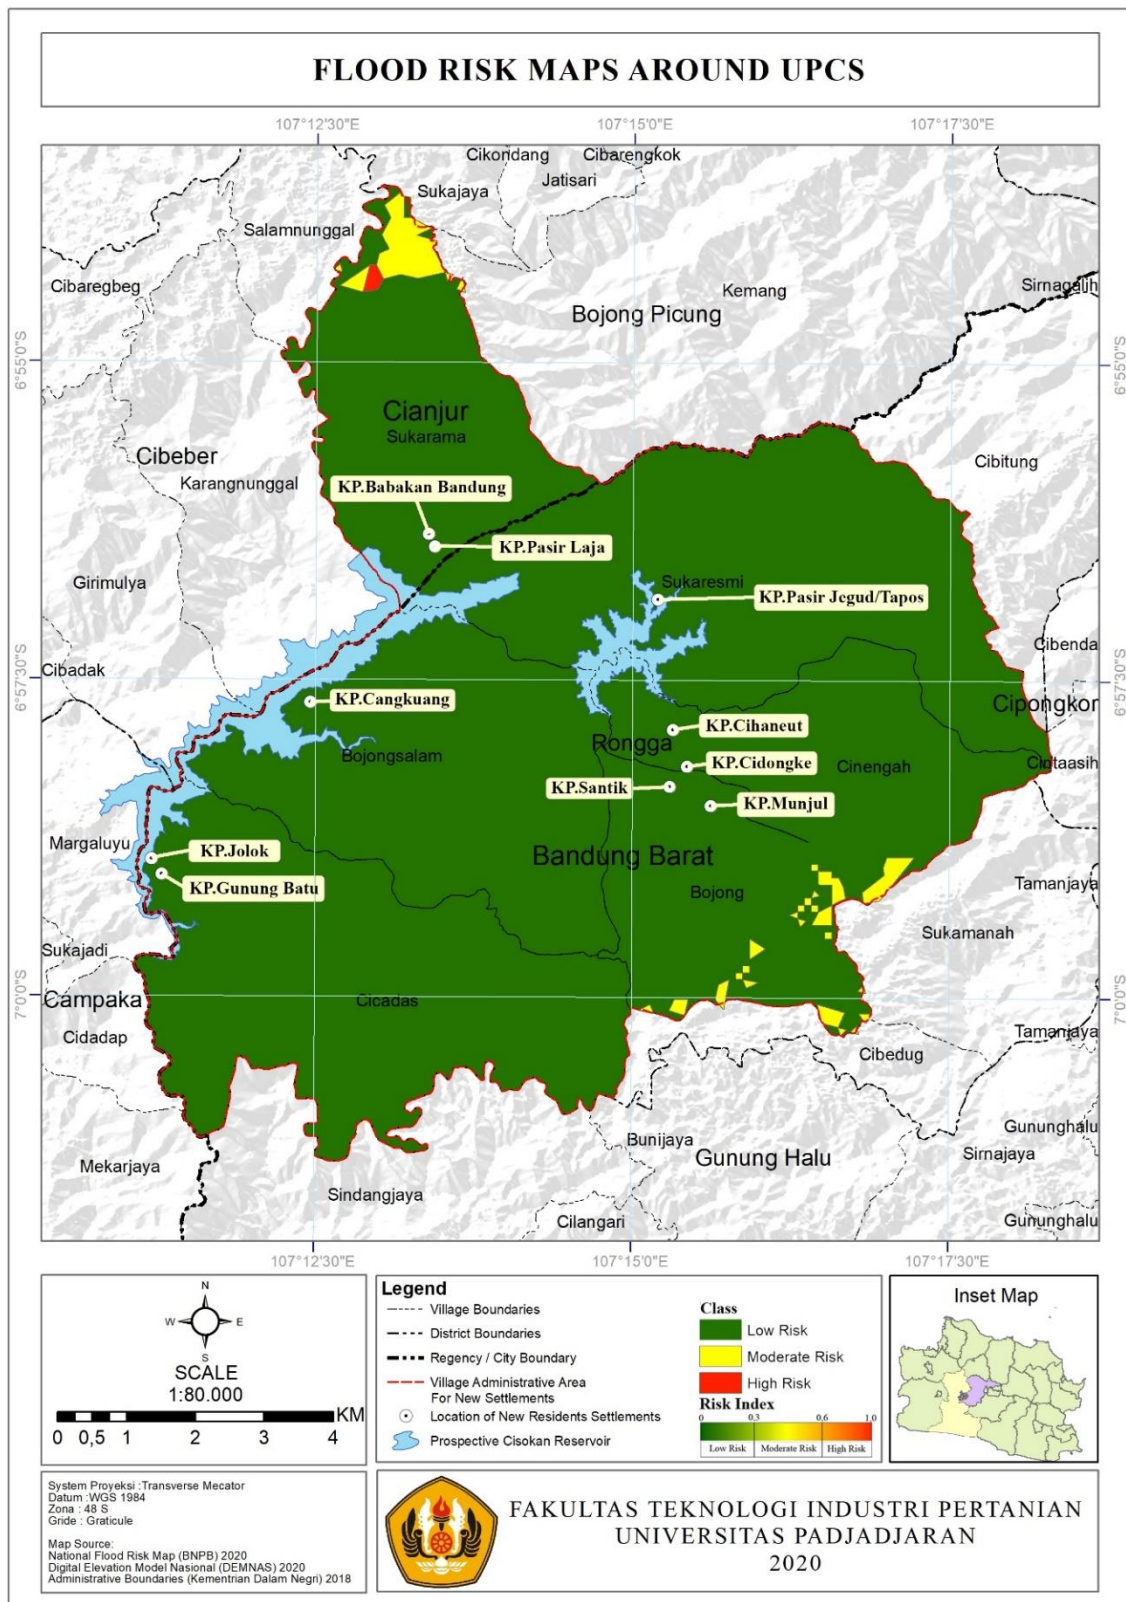 FLOOD RISK MAPS AROUND UPCS
107°12'30"E
107°15'0"E
107°17'30"E
Cikondang
Cibarengkok
Sukajaya
Jatisari
Salamnunggal
Cibaregbeg
Kemang
Sirnagalih
Bojong Picung
6°55'0"S
6°55'0"S
Cianjur
Sukarama
Cibeber
Karangnunggal
Cibitung
KP.Babakan Bandung
KP.Pasir Laja
Girimulya
Sukaresmi
KP.Pasir Jegud/Tapos
Cibadak
Cibenda
6°57'30"S
6°57'30"S
KP.Cangkuang
Cipongkor
KP.Cihaneut
Rongga
Bojongsalam
KP.Cidongke
Cinengah
Cintaasih
KP.Santik
KP.Munjul
Margaluyu
KP.Jolok
Bandung Barat
KP.Gunung Batu
Bojong
Tamanjaya
Sukajadi
Sukamanah
7°0'0"S
7°0'0"S
Campaka
Cicadas
Cidadap
Tamanjaya
Cibedug
Bunijaya
Gununghalu
Mekarjaya
Gunung Halu
Sirnajaya
Sindangjaya
Cilangari
Gununghalu
107°12'30"E
107°15'0"E
107°17'30"E
N
W
E
S
SCALE
1:80.000
KM
0 0,5 1 2 3 4
Legend
Village Boundaries
District Boundaries
Regency / City Boundary
Village Administrative Area
For New Settlements
Location of New Residents Settlements
Prospective Cisokan Reservoir
Class
Low Risk
Moderate Risk
High Risk
Risk Index
0 0,3 0,6 1,0
Low Risk Moderate Risk High Risk
Inset Map
System Proyeksi :Transverse Mecator
Datum :WGS 1984
Zona : 48 S
Gride : Graticule
Map Source:
National Flood Risk Map (BNPB) 2020
Digital Elevation Model Nasional (DEMNAS) 2020
Administrative Boundaries (Kementrian Dalam Negri) 2018
FAKULTAS TEKNOLOGI INDUSTRI PERTANIAN
UNIVERSITAS PADJADJARAN
2020